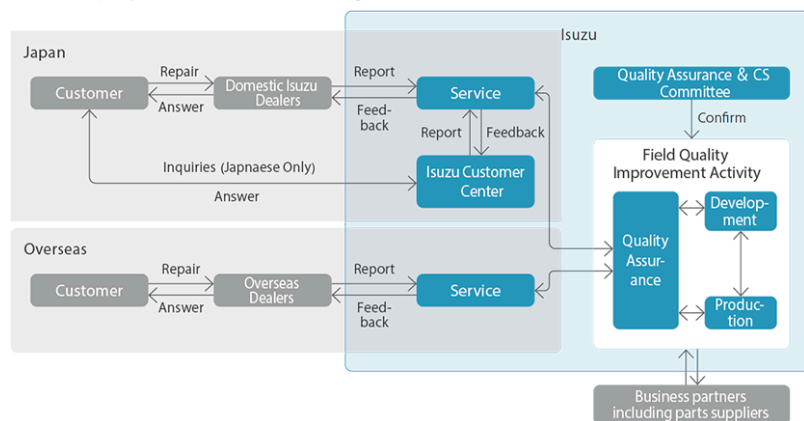 Isuzu
Japan
Customer
Repair
Answer
Domestic Isuzu
Dealers
Report
Feed-
back
Service
Report
Feedback
Inquiries (Japnaese Only)
Answer
Isuzu Customer
Center
Overseas
Customer
Repair
Answer
Overseas
Dealers
Report
Feed-
back
Service
Quality Assurance & CS
Committee
Confirm
Field Quality
Improvement Activity
Quality
Assur-
ance
Develop-
ment
Produc-
tion
Business partners
including parts suppliers